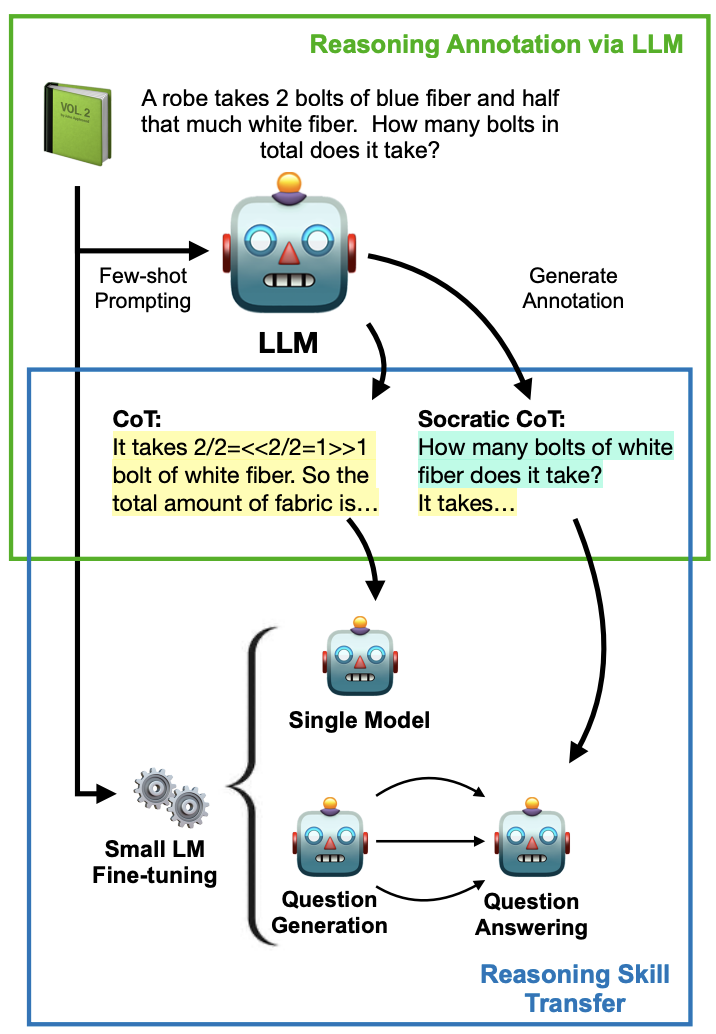 Reasoning Annotation via LLM
VOL. 2
A robe takes 2 bolts of blue fiber and half
that much white fiber. How many bolts in
total does it take?
Few-shot
Prompting
Generate
Annotation
LLM
CoT:
It takes 2/2=<<2/2=1>>1
bolt of white fiber. So the
total amount of fabric is…
Socratic CoT:
How many bolts of white
fiber does it take?
It takes…
Single Model
Small LM
Fine-tuning
Question
Generation
Question
Answering
Reasoning Skill
Transfer